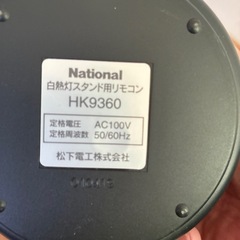 National
白熱灯スタンド用リモコン
HK9360
定格電圧 AC100V
定格周波数 50/60Hz
松下電工株式会社